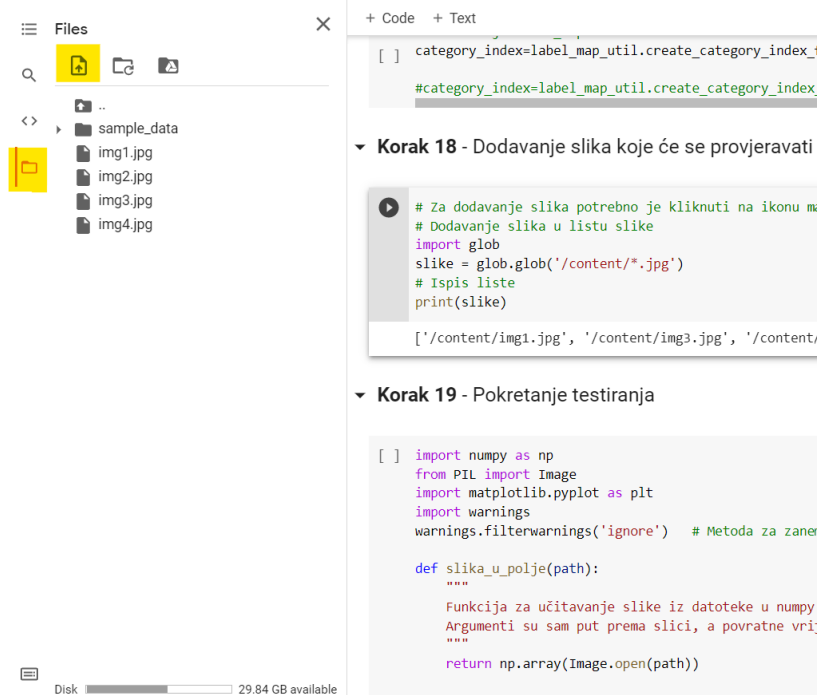 Files
+ Code + Text
..
sample_data
img1.jpg
img2.jpg
img3.jpg
img4.jpg
Disk
29.84 GB available
[ ] category_index=label_map_util.create_category_index_
#category_index=label_map_util.create_category_index_
Korak 18 - Dodavanje slika koje će se provjeravati
# Za dodavanje slika potrebno je kliknuti na ikonu
# Dodavanje slika u listu slike
import glob
slike = glob.glob('/content/*.jpg')
# Ispis liste
print(slike)
['/content/img1.jpg', '/content/img3.jpg', '/content/
Korak 19 - Pokretanje testiranja
[ ] import numpy as np
from PIL import Image
import matplotlib.pyplot as plt
import warnings
warnings.filterwarnings('ignore') # Metoda za
def slika_u_polje(path):
"""
Funkcija za učitavanje slike iz datoteke u numpy
Argumenti su sam put prema slici, a povratne
"""
return np.array(Image.open(path))